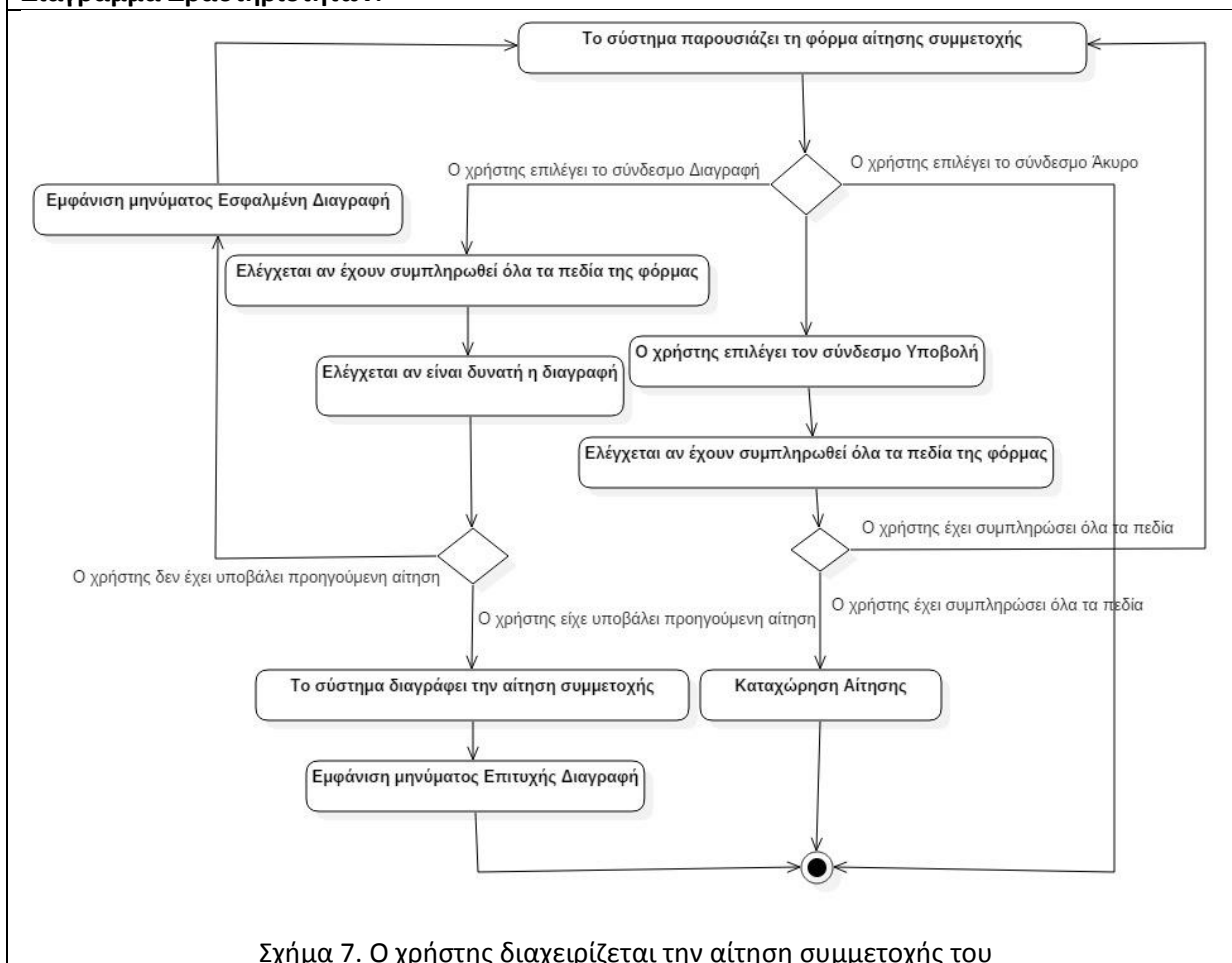 Το σύστημα παρουσιάζει τη φόρμα αίτησης συμμετοχής
Ο χρήστης επιλέγει το σύνδεσμο Διαγραφή
Ο χρήστης επιλέγει το σύνδεσμο Άκυρο
Εμφάνιση μηνύματος Εσφαλμένη Διαγραφή
Ελέγχεται αν έχουν συμπληρωθεί όλα τα πεδία της φόρμας
Ελέγχεται αν είναι δυνατή η διαγραφή
Ο χρήστης επιλέγει τον σύνδεσμο Υποβολή
Ελέγχεται αν έχουν συμπληρωθεί όλα τα πεδία της φόρμας
Ο χρήστης έχει συμπληρώσει όλα τα πεδία
Ο χρήστης δεν έχει υποβάλει προηγούμενη αίτηση
Ο χρήστης είχε υποβάλει προηγούμενη αίτηση
Ο χρήστης έχει συμπληρώσει όλα τα πεδία
Το σύστημα διαγράφει την αίτηση συμμετοχής
Καταχώρηση Αίτησης
Εμφάνιση μηνύματος Επιτυχής Διαγραφή
Σχήμα 7. Ο χρήστης διαχειρίζεται την αίτηση συμμετοχής του